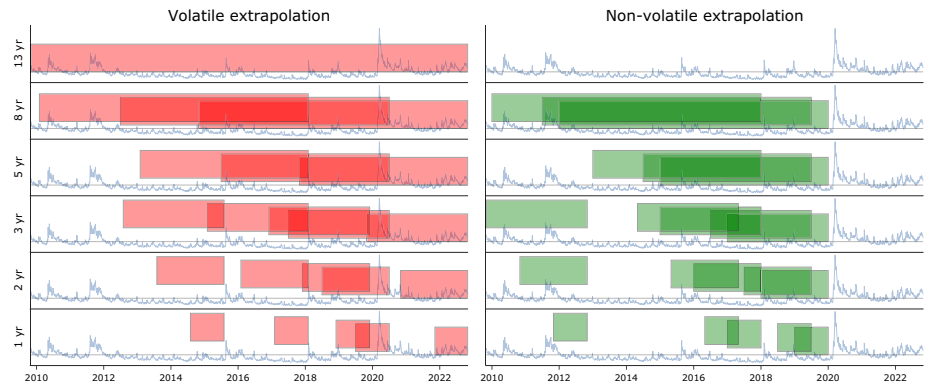 Volatile extrapolation
Non-volatile extrapolation
13 yr
8 yr
5 yr
3 yr
2 yr
1 yr
2010 2012 2014 2016 2018 2020 2022
2010 2012 2014 2016 2018 2020 2022